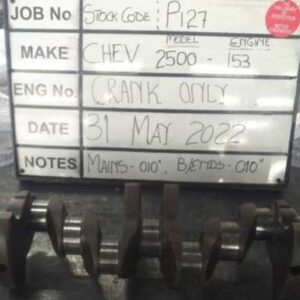 JOB No STOCK CODE : P127
MODEL ENGINE
MAKE CHEV 2500 - 153
ENG No. CRANK ONLY
DATE 31 MAY 2022
NOTES MAINS-010", B/ENDS-010"